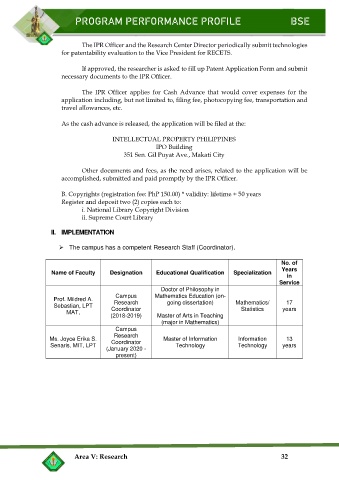 PROGRAM PERFORMANCE PROFILE BSE
The IPR Officer and the Research Center Director periodically submit technologies
for patentability evaluation to the Vice President for RECETS.
If approved, the researcher is asked to fill up Patent Application Form and submit
necessary documents to the IPR Officer.
The IPR Officer applies for Cash Advance that would cover expenses for the
application including, but not limited to, filing fee, photocopying fee, transportation and
travel allowances, etc.
As the cash advance is released, the application will be filed at the:
INTELLECTUAL PROPERTY PHILIPPINES
IPO Building
351 Sen. Gil Puyat Ave., Makati City
Other documents and fees, as the need arises, related to the application will be
accomplished, submitted and paid promptly by the IPR Officer.
B. Copyrights (registration fee: PhP 150.00) * validity: lifetime + 50 years
Register and deposit two (2) copies each to:
i. National Library Copyright Division
ii. Supreme Court Library
II. IMPLEMENTATION
➢ The campus has a competent Research Staff (Coordinator).
Name of Faculty Designation Educational Qualification Specialization No. of
Years
in
Service
Prof. Mildred A.
Sebastian, LPT
MAT,
Campus
Research
Coordinator
(2018-2019)
Doctor of Philosophy in
Mathematics Education (on-
going dissertation)
Master of Arts in Teaching
(major in Mathematics)
Mathematics/
Statistics
17
years
Ms. Joyce Erika S.
Senaris, MIT, LPT
Campus
Research
Coordinator
(January 2020 -
present)
Master of Information
Technology
Information
Technology
13
years
Area V: Research 32